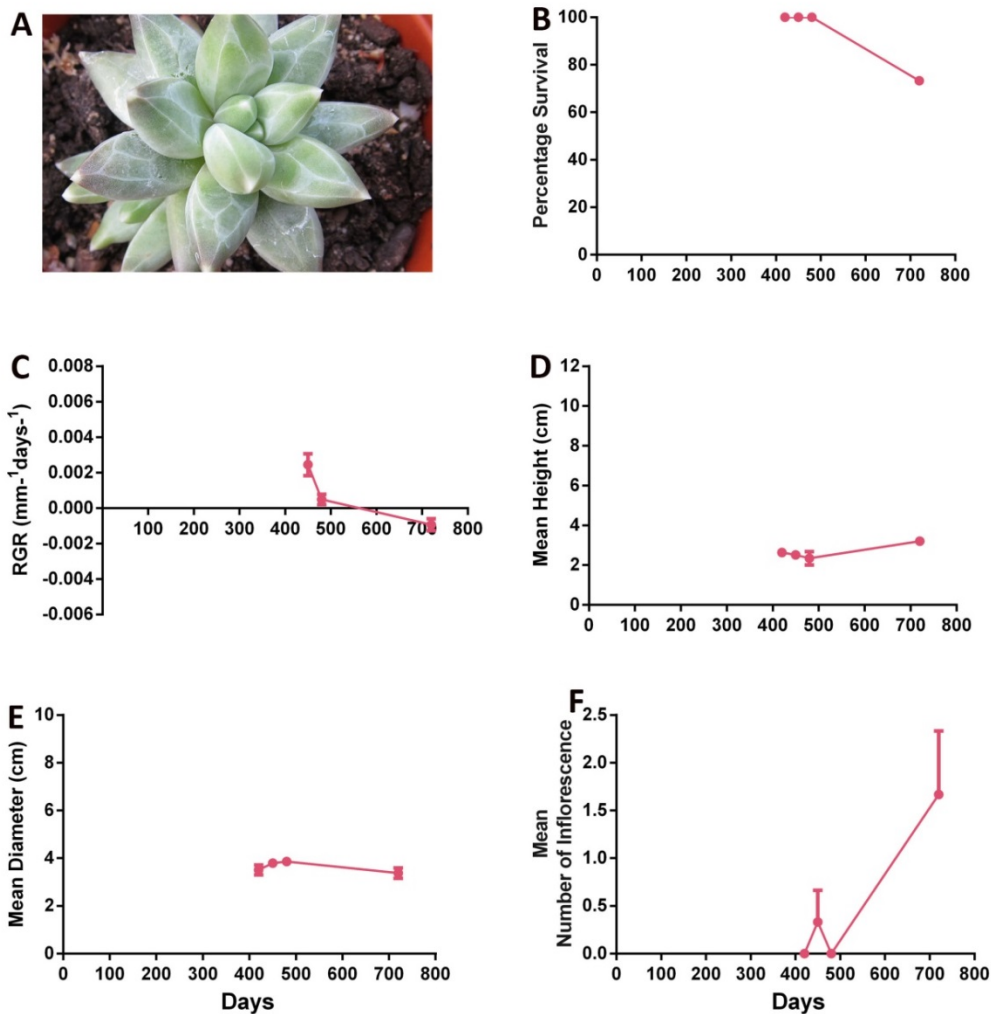 A
B
Percentage Survival
100
80
60
40
20
0
0 100 200 300 400 500 600 700 800
C
RGR (mm-1days-1)
0.008
0.006
0.004
0.002
0.000
-0.002
-0.004
-0.006
100 200 300 400 500 600 700 800
D
Mean Height (cm)
12
10
8
6
4
2
0
0 100 200 300 400 500 600 700 800
E
Mean Diameter (cm)
10
8
6
4
2
0
0 100 200 300 400 500 600 700 800
Days
F
Mean
Number of Inflorescence
2.5
2.0
1.5
1.0
0.5
0.0
0 100 200 300 400 500 600 700 800
Days